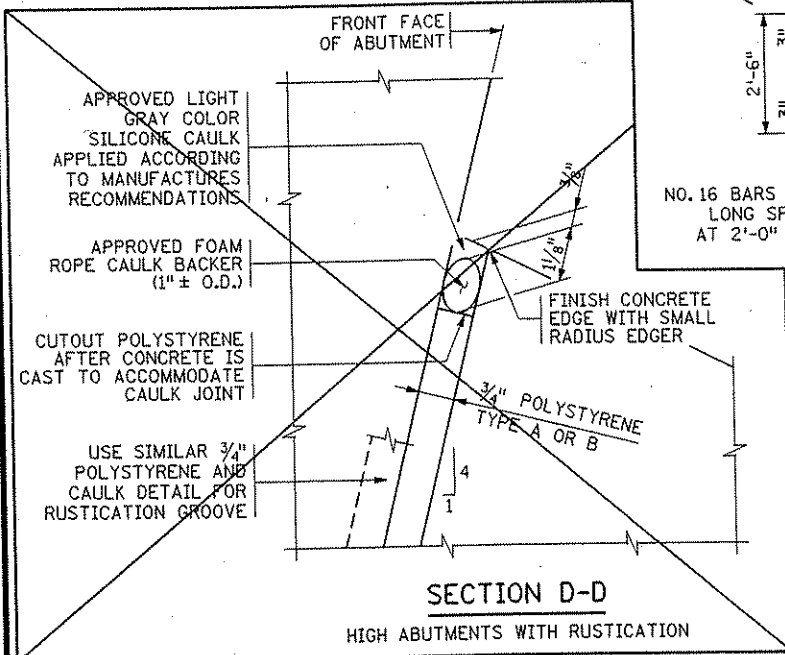 FRONT FACE
OF ABUTMENT
APPROVED LIGHT
GRAY COLOR
SILICONE CAULK
APPLIED ACCORDING
TO MANUFACTURES
RECOMMENDATIONS
APPROVED FOAM
ROPE CAULK BACKER
(1" ± O.D.)
CUTOUT POLYSTYRENE
AFTER CONCRETE IS
CAST TO ACCOMMODATE
CAULK JOINT
USE SIMILAR 3/4"
POLYSTYRENE AND
CAULK DETAIL FOR
RUSTICATION GROOVE
3/8"
1 1/8"
FINISH CONCRETE
EDGE WITH SMALL
RADIUS EDGER
3/4" POLYSTYRENE
TYPE A OR B
4
1
2'-6"
NO. 16 BARS
LONG
AT 2'-0"
SECTION D-D
HIGH ABUTMENTS WITH RUSTICATION